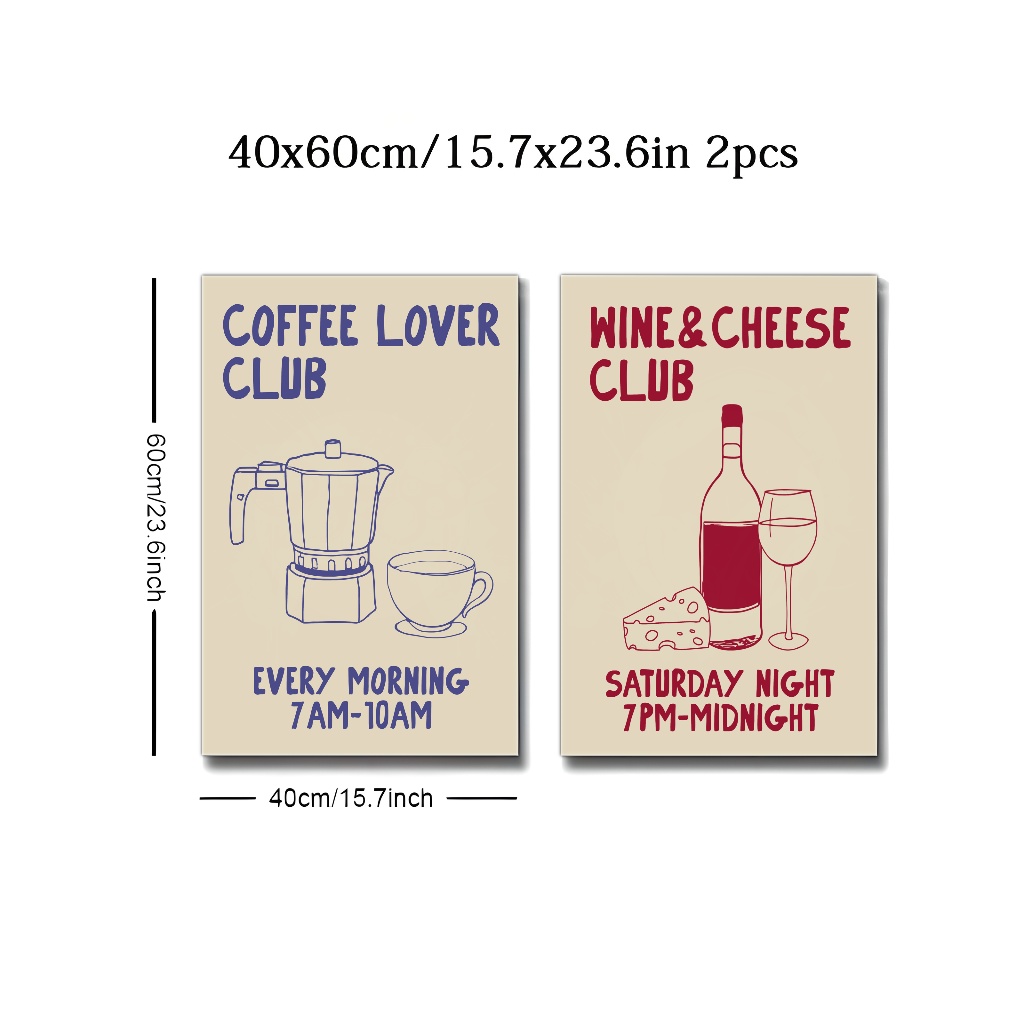 40x60cm/15.7x23.6in 2pcs
COFFEE LOVER
CLUB
EVERY MORNING
7AM-10AM
WINE&CHEESE
CLUB
SATURDAY NIGHT
7PM-MIDNIGHT
60cm/23.6inch
40cm/15.7inch